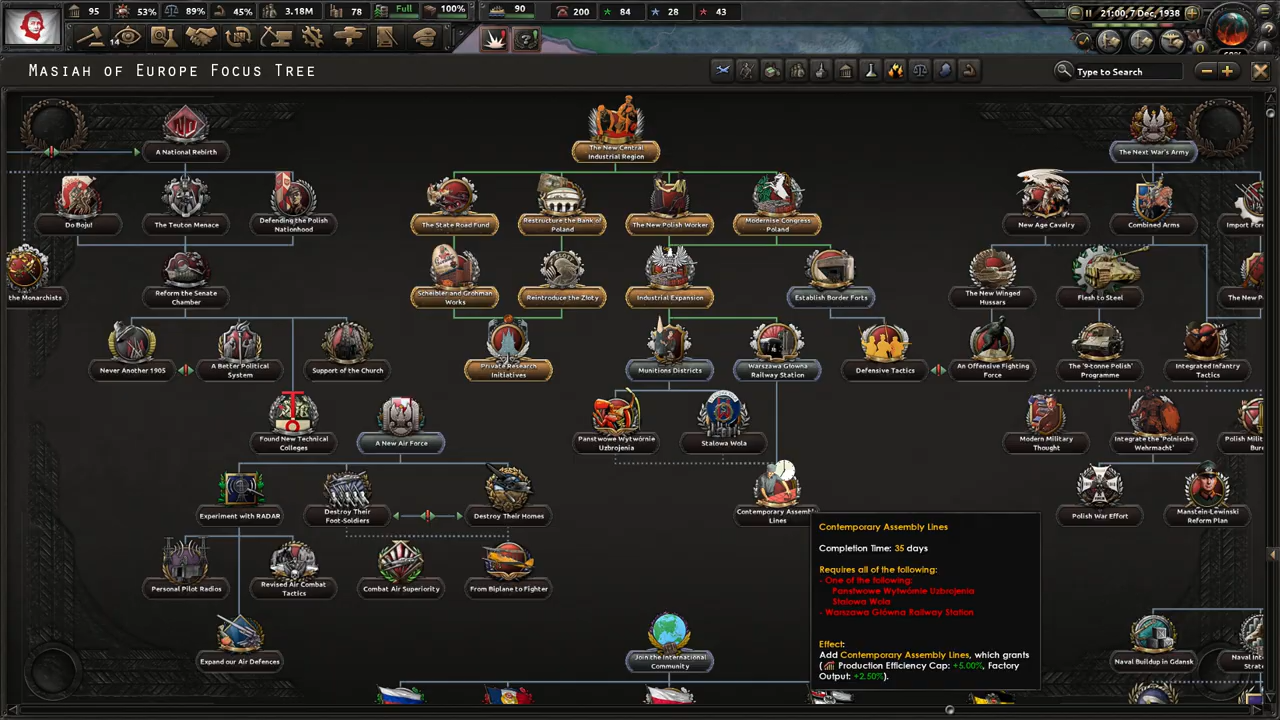 95 53% 89% 45% 3.18M 78 Full 100% 90 200 84 28 43 21:00, 7 Dec, 1938
14
Masiah of Europe Focus Tree
Type to Search
A National Rebirth
The New Central
Industrial Region
The Next War's Army
Do Boju!
The Teuton Menace
Defending the Polish
Nationhood
The State Road Fund
Restructure the Bank of
Poland
The New Polish Worker
Modernise Congress
Poland
New Age Cavalry
Combined Arms
Import For
the Monarchists
Reform the Senate
Chamber
Scheibler and Grohman
Works
Reintroduce the Zloty
Industrial Expansion
Establish Border Forts
The New Winged
Hussars
Flesh to Steel
The New P
Never Another 1905
A Better Political
System
Support of the Church
Private Research
Initiatives
Munitions Districts
Warszawa Główna
Railway Station
Defensive Tactics
An Offensive Fighting
Force
The '9-tonne Polish'
Programme
Integrated Infantry
Tactics
Found New Technical
Colleges
A New Air Force
Panstwowe Wytwórnie
Uzbrojenia
Stalowa Wola
Modern Military
Thought
Integrate the 'Polnische
Wehrmacht'
Polish Mili
Bur
Experiment with RADAR
Destroy Their
Foot-Soldiers
Destroy Their Homes
Contemporary Assembly
Lines
Polish War Effort
Manstein-Lewinski
Reform Plan
Personal Pilot Radios
Revised Air Combat
Tactics
Combat Air Superiority
From Biplane to Fighter
Expand our Air Defences
Join the International
Community
Naval Buildup in Gdansk
Naval In
Strat
Contemporary Assembly Lines
Completion Time: 35 days
Requires all of the following:
- One of the following:
Panstwowe Wytwórnie Uzbrojenia
Stalowa Wola
- Warszawa Główna Railway Station
Effect:
Add Contemporary Assembly Lines, which grants
( Production Efficiency Cap: +5.00%, Factory
Output: +2.50%).